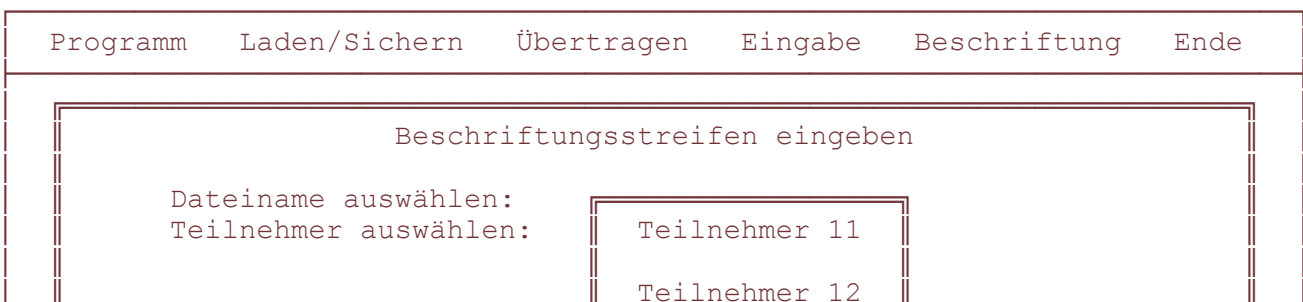 Programm Laden/Sichern Übertragen Eingabe Beschriftung Ende
Beschriftungsstreifen eingeben
Dateiname auswählen:
Teilnehmer auswählen: Teilnehmer 11
Teilnehmer 12